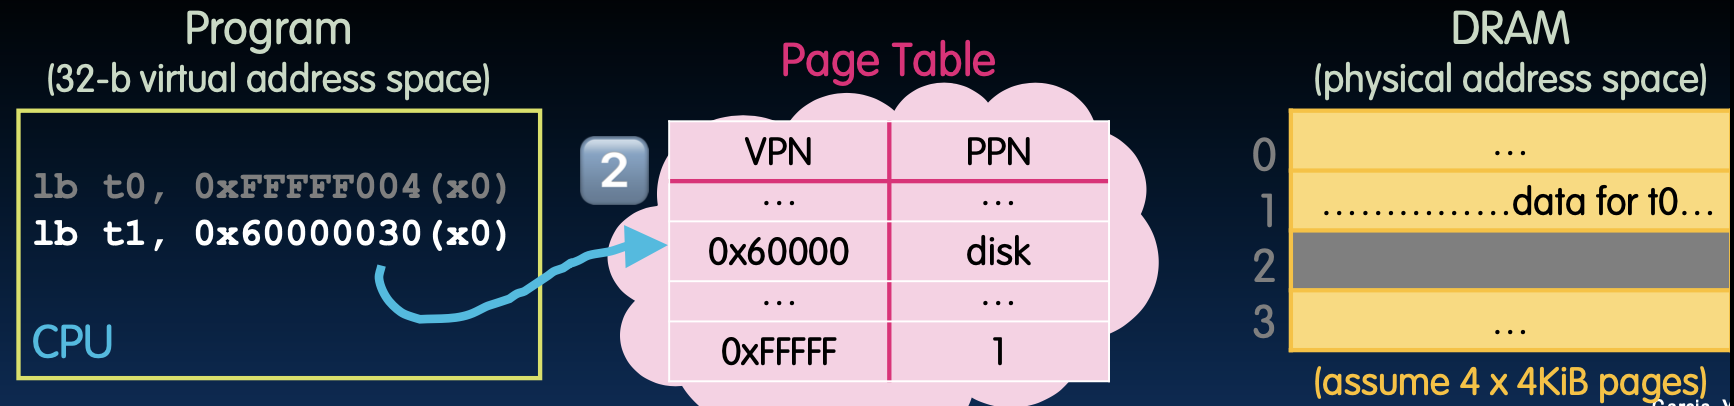 Program
(32-b virtual address space)
lb t0, 0xFFFFF004(x0)
lb t1, 0x60000030(x0)
CPU
2
Page Table
VPN PPN
... ...
0x60000 disk
... ...
0xFFFFF 1
DRAM
(physical address space)
0 ...
1 ...............data for t0...
2
3 ...
(assume 4 x 4KiB pages)